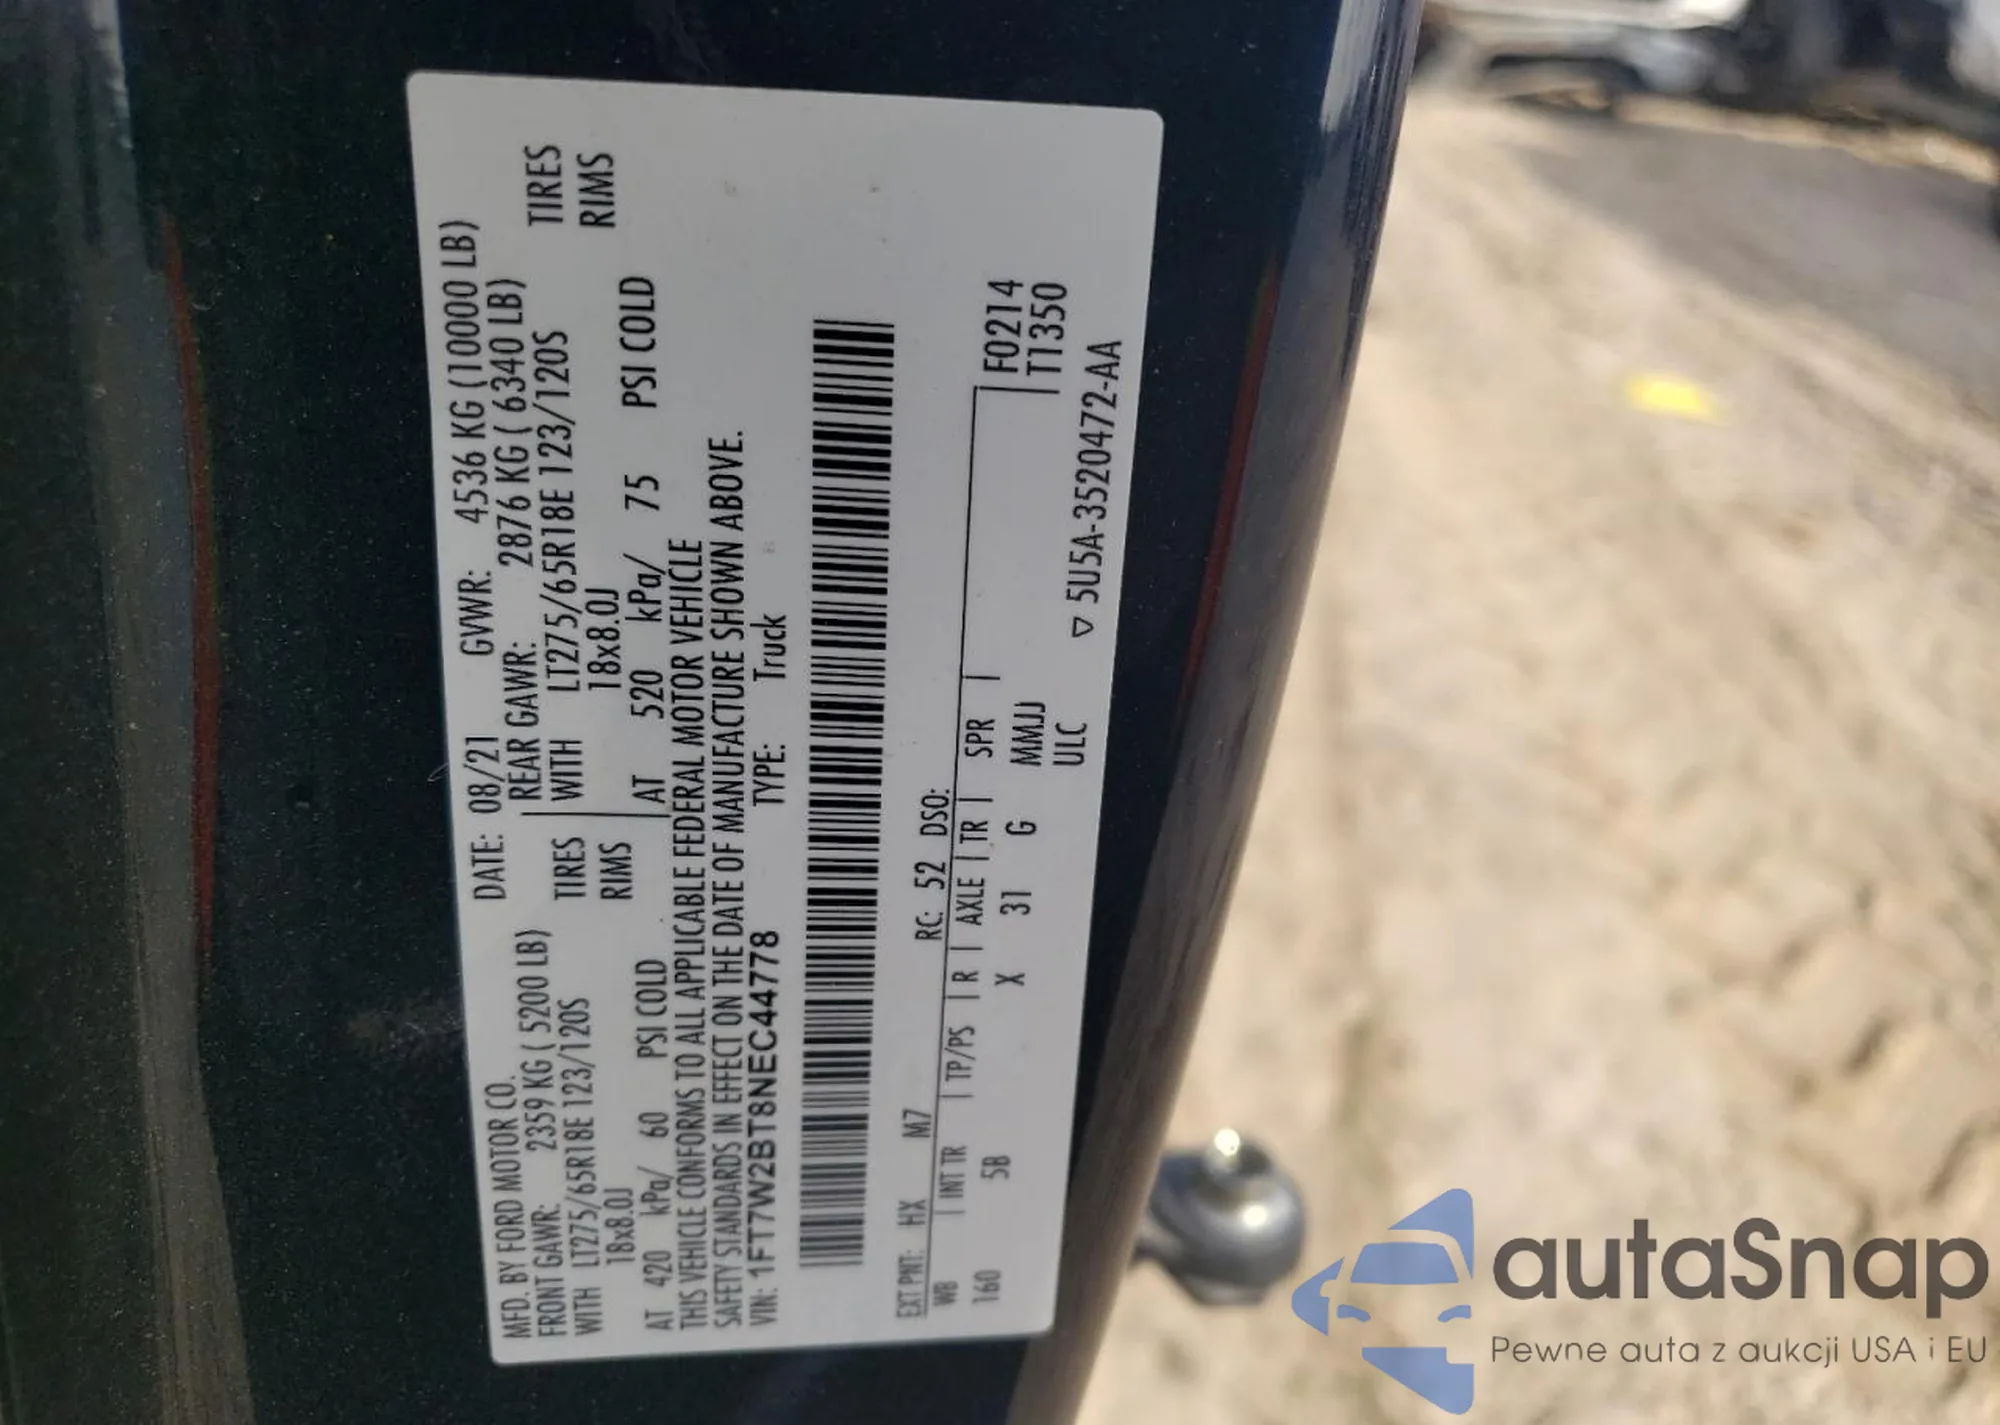 MFD. BY FORD MOTOR CO. DATE: 08/21 GVWR: 4536 KG (10000 LB)
FRONT GAWR: 2359 KG ( 5200 LB) REAR GAWR: 2876 KG ( 6340 LB)
WITH LT275/65R18E 123/120S TIRES WITH LT275/65R18E 123/120S TIRES
18x8.0J RIMS 18x8.0J RIMS
AT 420 kPa/ 60 PSI COLD AT 520 kPa/ 75 PSI COLD
THIS VEHICLE CONFORMS TO ALL APPLICABLE FEDERAL MOTOR VEHICLE
SAFETY STANDARDS IN EFFECT ON THE DATE OF MANUFACTURE SHOWN ABOVE.
VIN: 1FT7W2BT8NEC44778 TYPE: Truck
EXT PNT: HX M7 RC: 52 DSO:
WB INT TR TP/PS R AXLE TR SPR F0214
160 5B X 31 G MMJJ T1350
ULC
▽ 5U5A-3520472-AA
autaSnap
Pewne auta z aukcji USA i EU